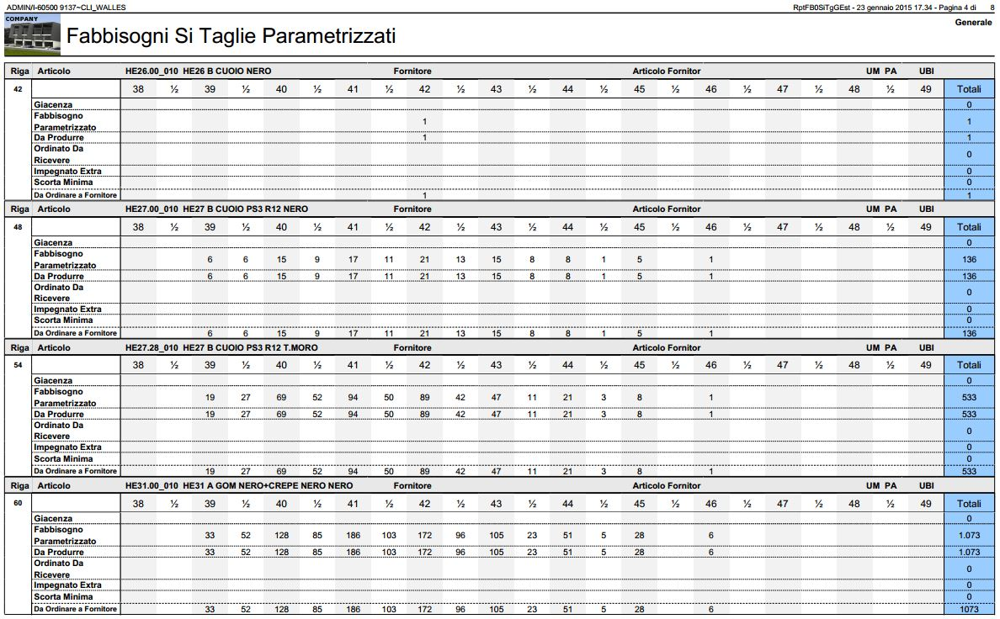 ADMIN/I-60500 9137~CLI_WALLES RptFB0SiTgGEst - 23 gennaio 2015 17.34 - Pagina 4 di 8
COMPANY
Generale
Fabbisogni Si Taglie Parametrizzati
Riga Articolo HE26.00_010 HE26 B CUOIO NERO Fornitore Articolo Fornitor UM PA UBI
42 38 ½ 39 ½ 40 ½ 41 ½ 42 ½ 43 ½ 44 ½ 45 ½ 46 ½ 47 ½ 48 ½ 49 Totali
Giacenza 0
Fabbisogno
Parametrizzato 1 1
Da Produrre 1 1
Ordinato Da
Ricevere 0
Impegnato Extra 0
Scorta Minima 0
Da Ordinare a Fornitore 1 1
Riga Articolo HE27.00_010 HE27 B CUOIO PS3 R12 NERO Fornitore Articolo Fornitor UM PA UBI
48 38 ½ 39 ½ 40 ½ 41 ½ 42 ½ 43 ½ 44 ½ 45 ½ 46 ½ 47 ½ 48 ½ 49 Totali
Giacenza 0
Fabbisogno
Parametrizzato 6 6 15 9 17 11 21 13 15 8 8 1 5 1 136
Da Produrre 6 6 15 9 17 11 21 13 15 8 8 1 5 1 136
Ordinato Da
Ricevere 0
Impegnato Extra 0
Scorta Minima 0
Da Ordinare a Fornitore 6 6 15 9 17 11 21 13 15 8 8 1 5 1 136
Riga Articolo HE27.28_010 HE27 B CUOIO PS3 R12 T.MORO Fornitore Articolo Fornitor UM PA UBI
54 38 ½ 39 ½ 40 ½ 41 ½ 42 ½ 43 ½ 44 ½ 45 ½ 46 ½ 47 ½ 48 ½ 49 Totali
Giacenza 0
Fabbisogno
Parametrizzato 19 27 69 52 94 50 89 42 47 11 21 3 8 1 533
Da Produrre 19 27 69 52 94 50 89 42 47 11 21 3 8 1 533
Ordinato Da
Ricevere 0
Impegnato Extra 0
Scorta Minima 0
Da Ordinare a Fornitore 19 27 69 52 94 50 89 42 47 11 21 3 8 1 533
Riga Articolo HE31.00_010 HE31 A GOM NERO+CREPE NERO NERO Fornitore Articolo Fornitor UM PA UBI
60 38 ½ 39 ½ 40 ½ 41 ½ 42 ½ 43 ½ 44 ½ 45 ½ 46 ½ 47 ½ 48 ½ 49 Totali
Giacenza 0
Fabbisogno
Parametrizzato 33 52 128 85 186 103 172 96 105 23 51 5 28 6 1.073
Da Produrre 33 52 128 85 186 103 172 96 105 23 51 5 28 6 1.073
Ordinato Da
Ricevere 0
Impegnato Extra 0
Scorta Minima 0
Da Ordinare a Fornitore 33 52 128 85 186 103 172 96 105 23 51 5 28 6 1073